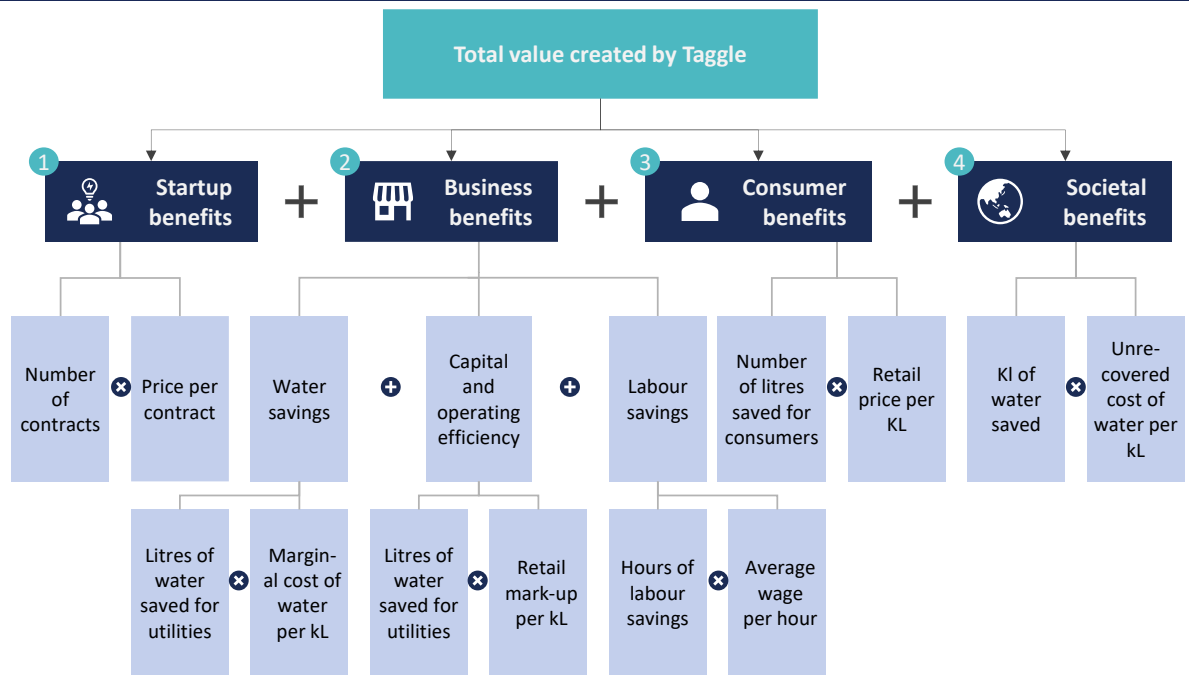 Total value created by Taggle
1
Startup
benefits
+
2
Business
benefits
+
3
Consumer
benefits
+
4
Societal
benefits
Number
of
contracts
×
Price per
contract
Water
savings
+
Capital
and
operating
efficiency
+
Labour
savings
Number
of litres
saved for
consumers
×
Retail
price per
KL
Kl of
water
saved
×
Unre-
covered
cost of
water per
kL
Litres of
water
saved for
utilities
×
Margin-
al cost of
water
per kL
Litres of
water
saved for
utilities
×
Retail
mark-up
per kL
Hours of
labour
savings
×
Average
wage
per hour